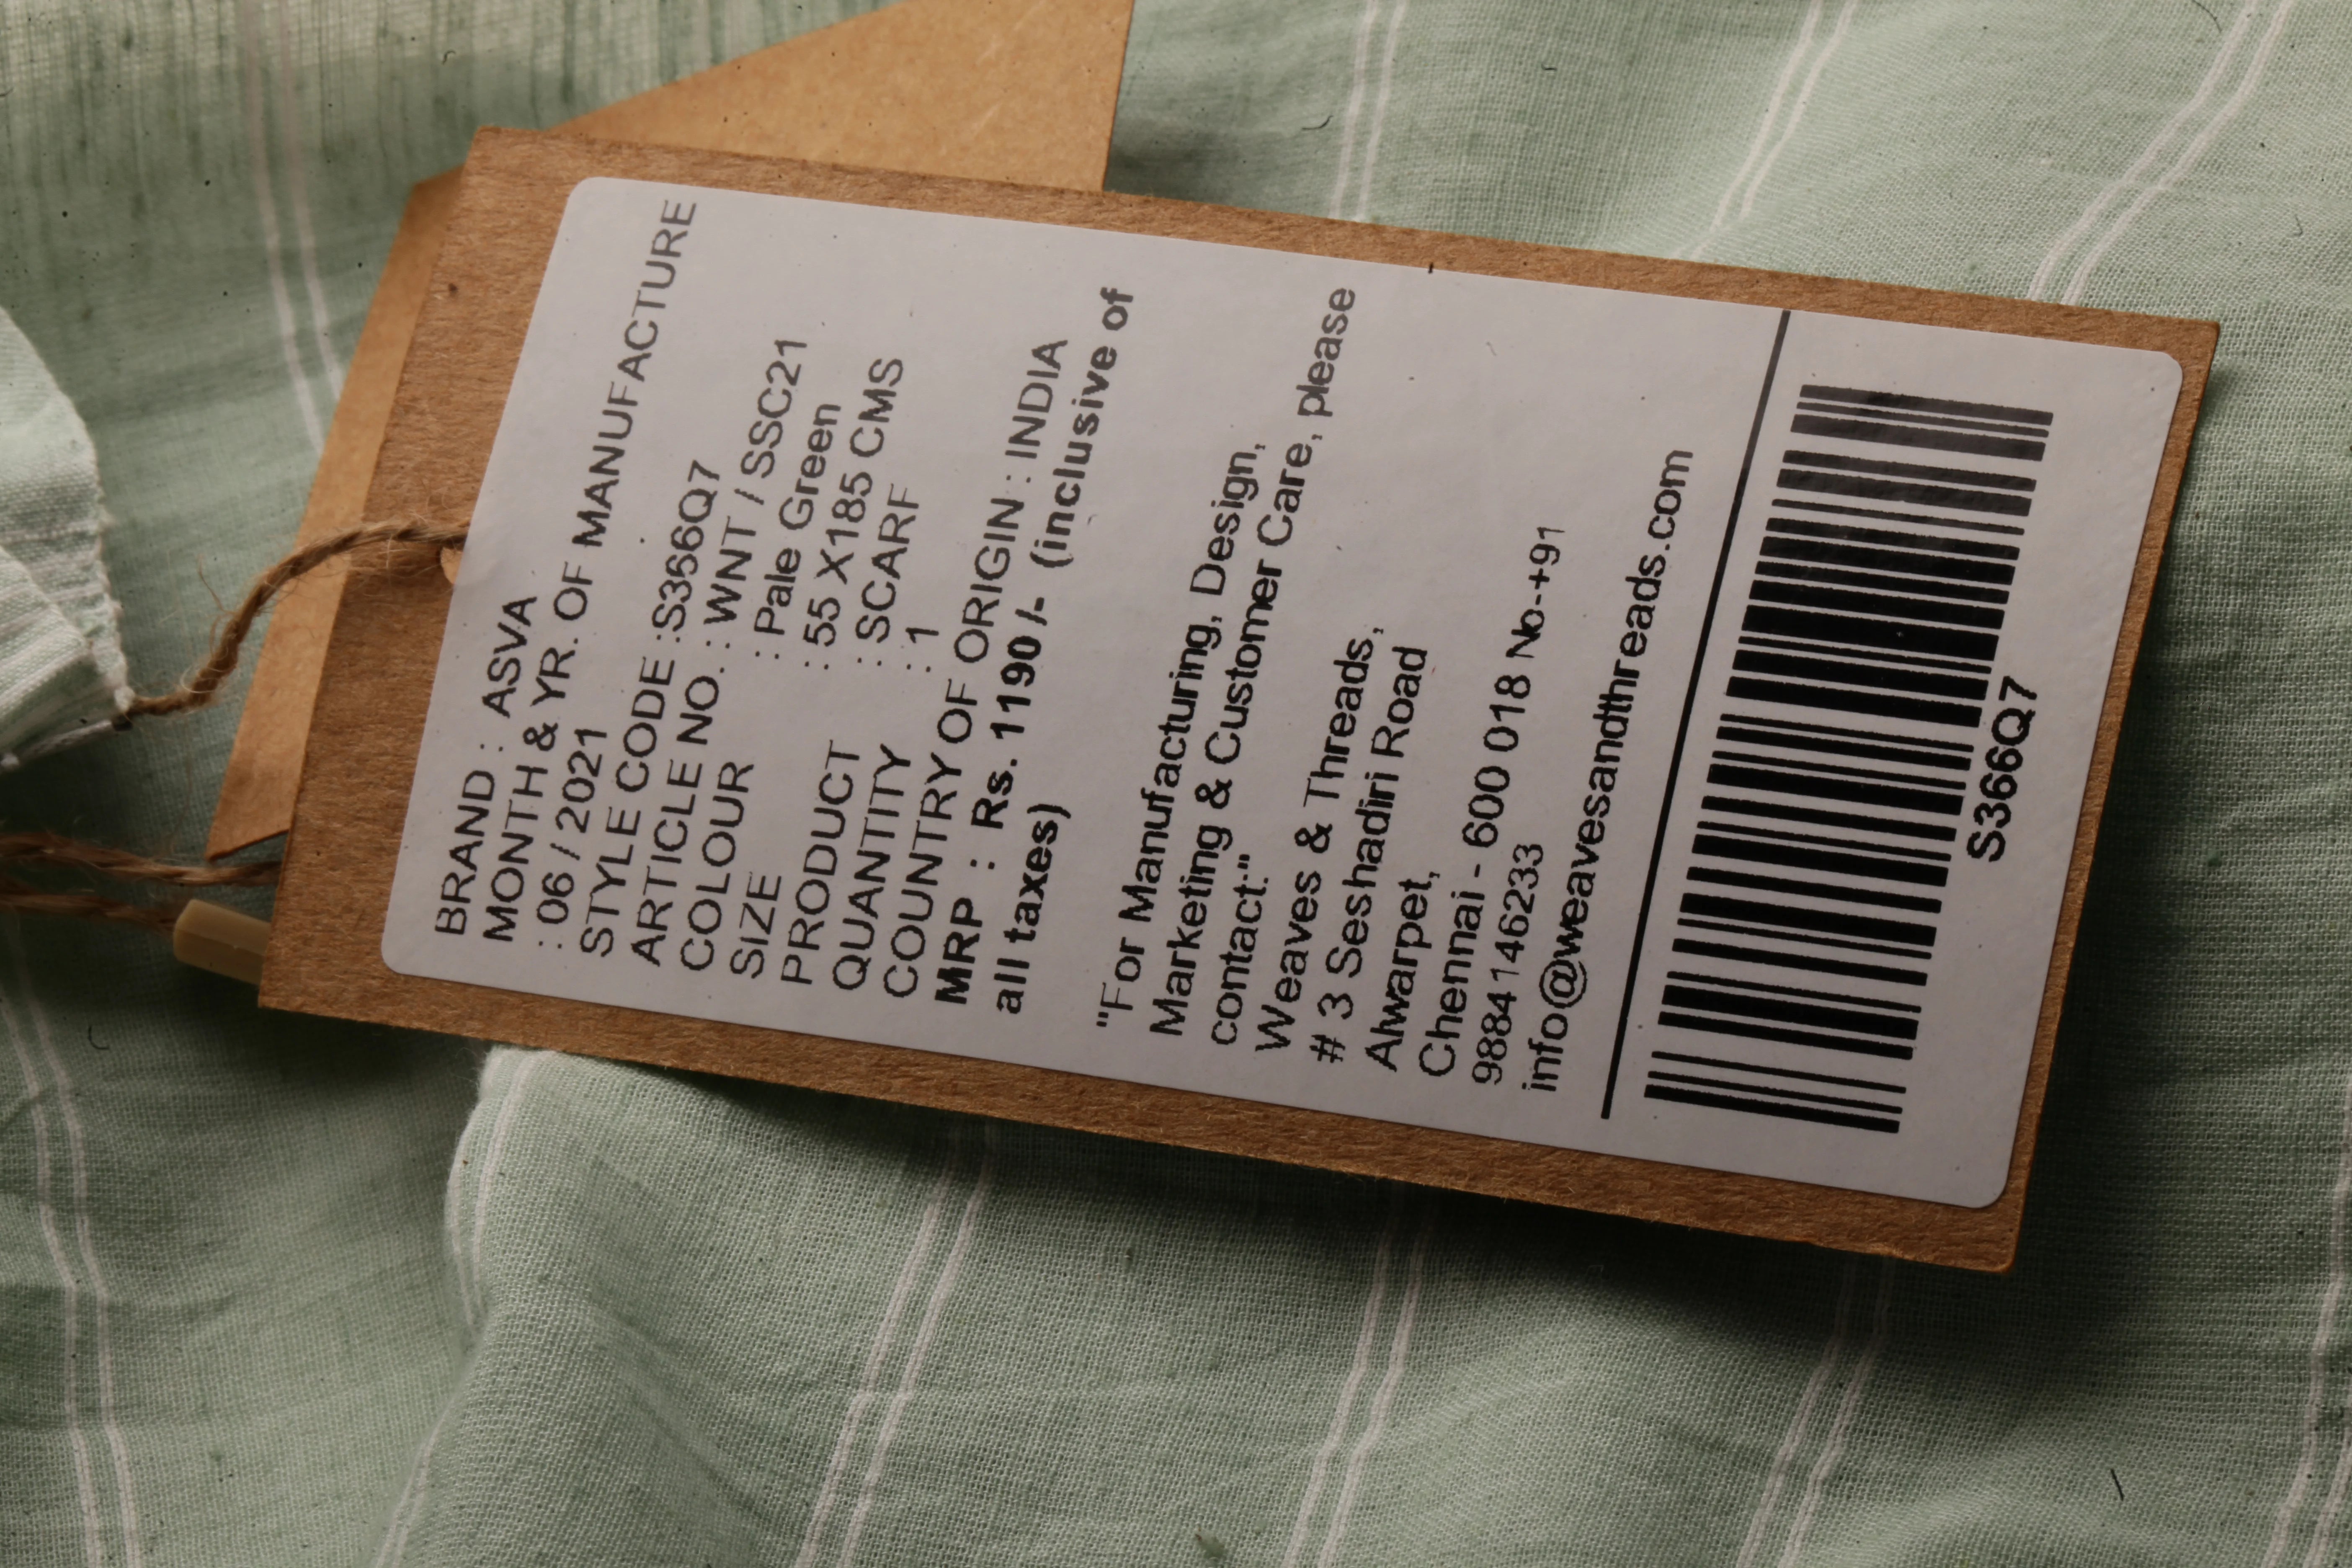 BRAND : ASVA
MONTH & YR. OF MANUFACTURE
: 06 / 2021
STYLE CODE :S366Q7
ARTICLE NO. : WNT / SSC21
COLOUR : Pale Green
SIZE : 55 X185 CMS
PRODUCT : SCARF
QUANTITY : 1
COUNTRY OF ORIGIN : INDIA
MRP : Rs. 1190 /- (inclusive of
all taxes)
"For Manufacturing, Design,
Marketing & Customer Care, please
contact:"
Weaves & Threads,
# 3 Seshadiri Road
Alwarpet,
Chennai - 600 018 No-+91
9884146233
info@weavesandthreads.com
S366Q7